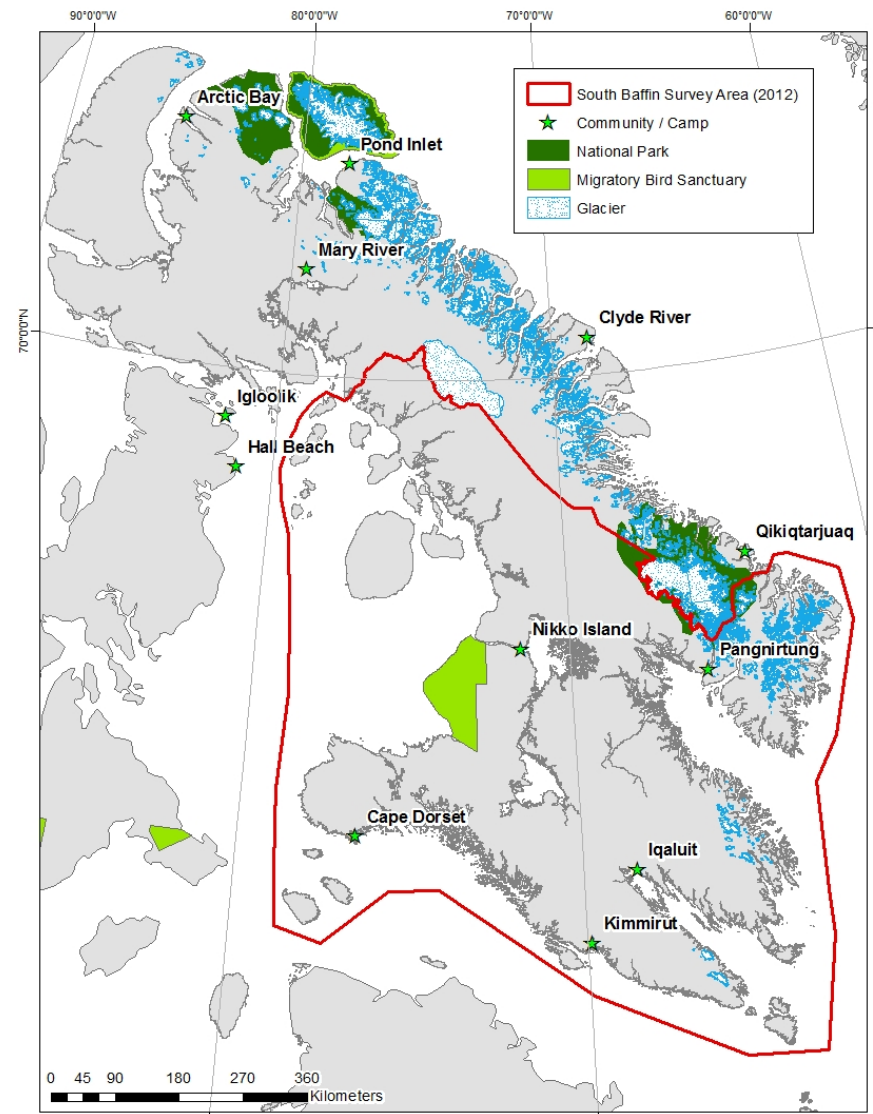 90°0'0"W
80°0'0"W
70°0'0"W
60°0'0"W
South Baffin Survey Area (2012)
Community / Camp
National Park
Migratory Bird Sanctuary
Glacier
Arctic Bay
Pond Inlet
Mary River
Clyde River
70°0'0"N
Igloolik
Hall Beach
Qikiqtarjuaq
Nikko Island
Pangnirtung
Cape Dorset
Iqaluit
Kimmirut
0 45 90 180 270 360
Kilometers